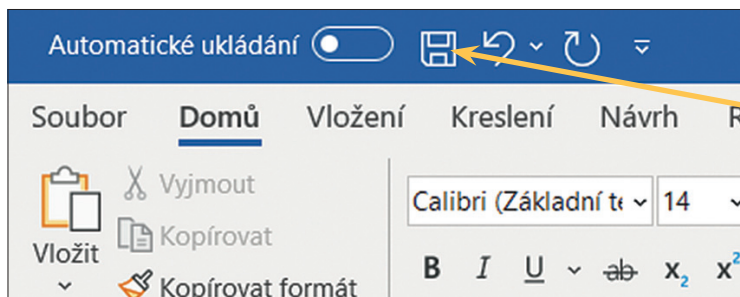 Automatické ukládání
Soubor Domů Vložení Kreslení Návrh R
Vyjmout
Kopírovat
Vložit
Kopírovat formát
Calibri (Základní te 14
B I U ab x₂ x²